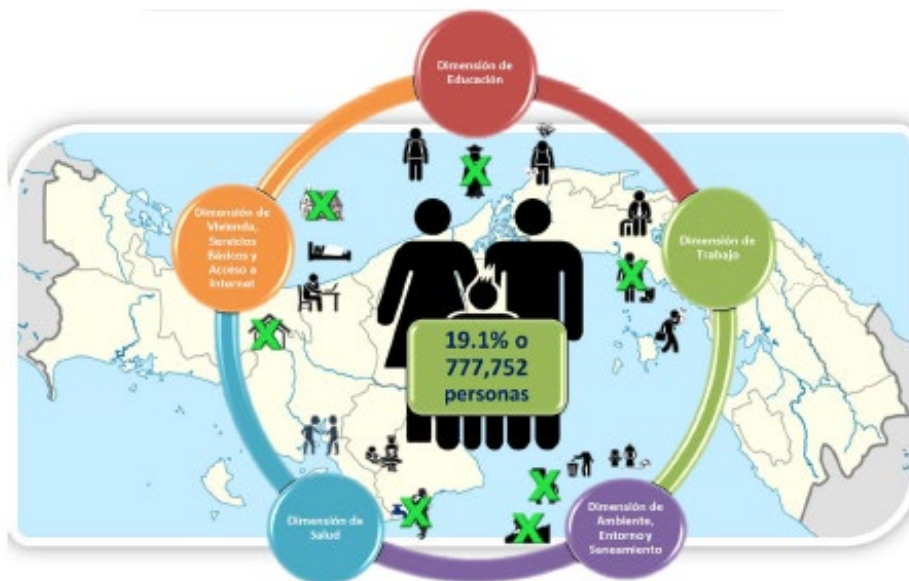 Dimensión de
Educación
Dimensión de
Vivienda,
Servicios
Básicos y
Acceso a
Internet
Dimensión de
Trabajo
19.1% o
777,752
personas
Dimensión de
Salud
Dimensión de
Ambiente,
Entorno y
Saneamiento